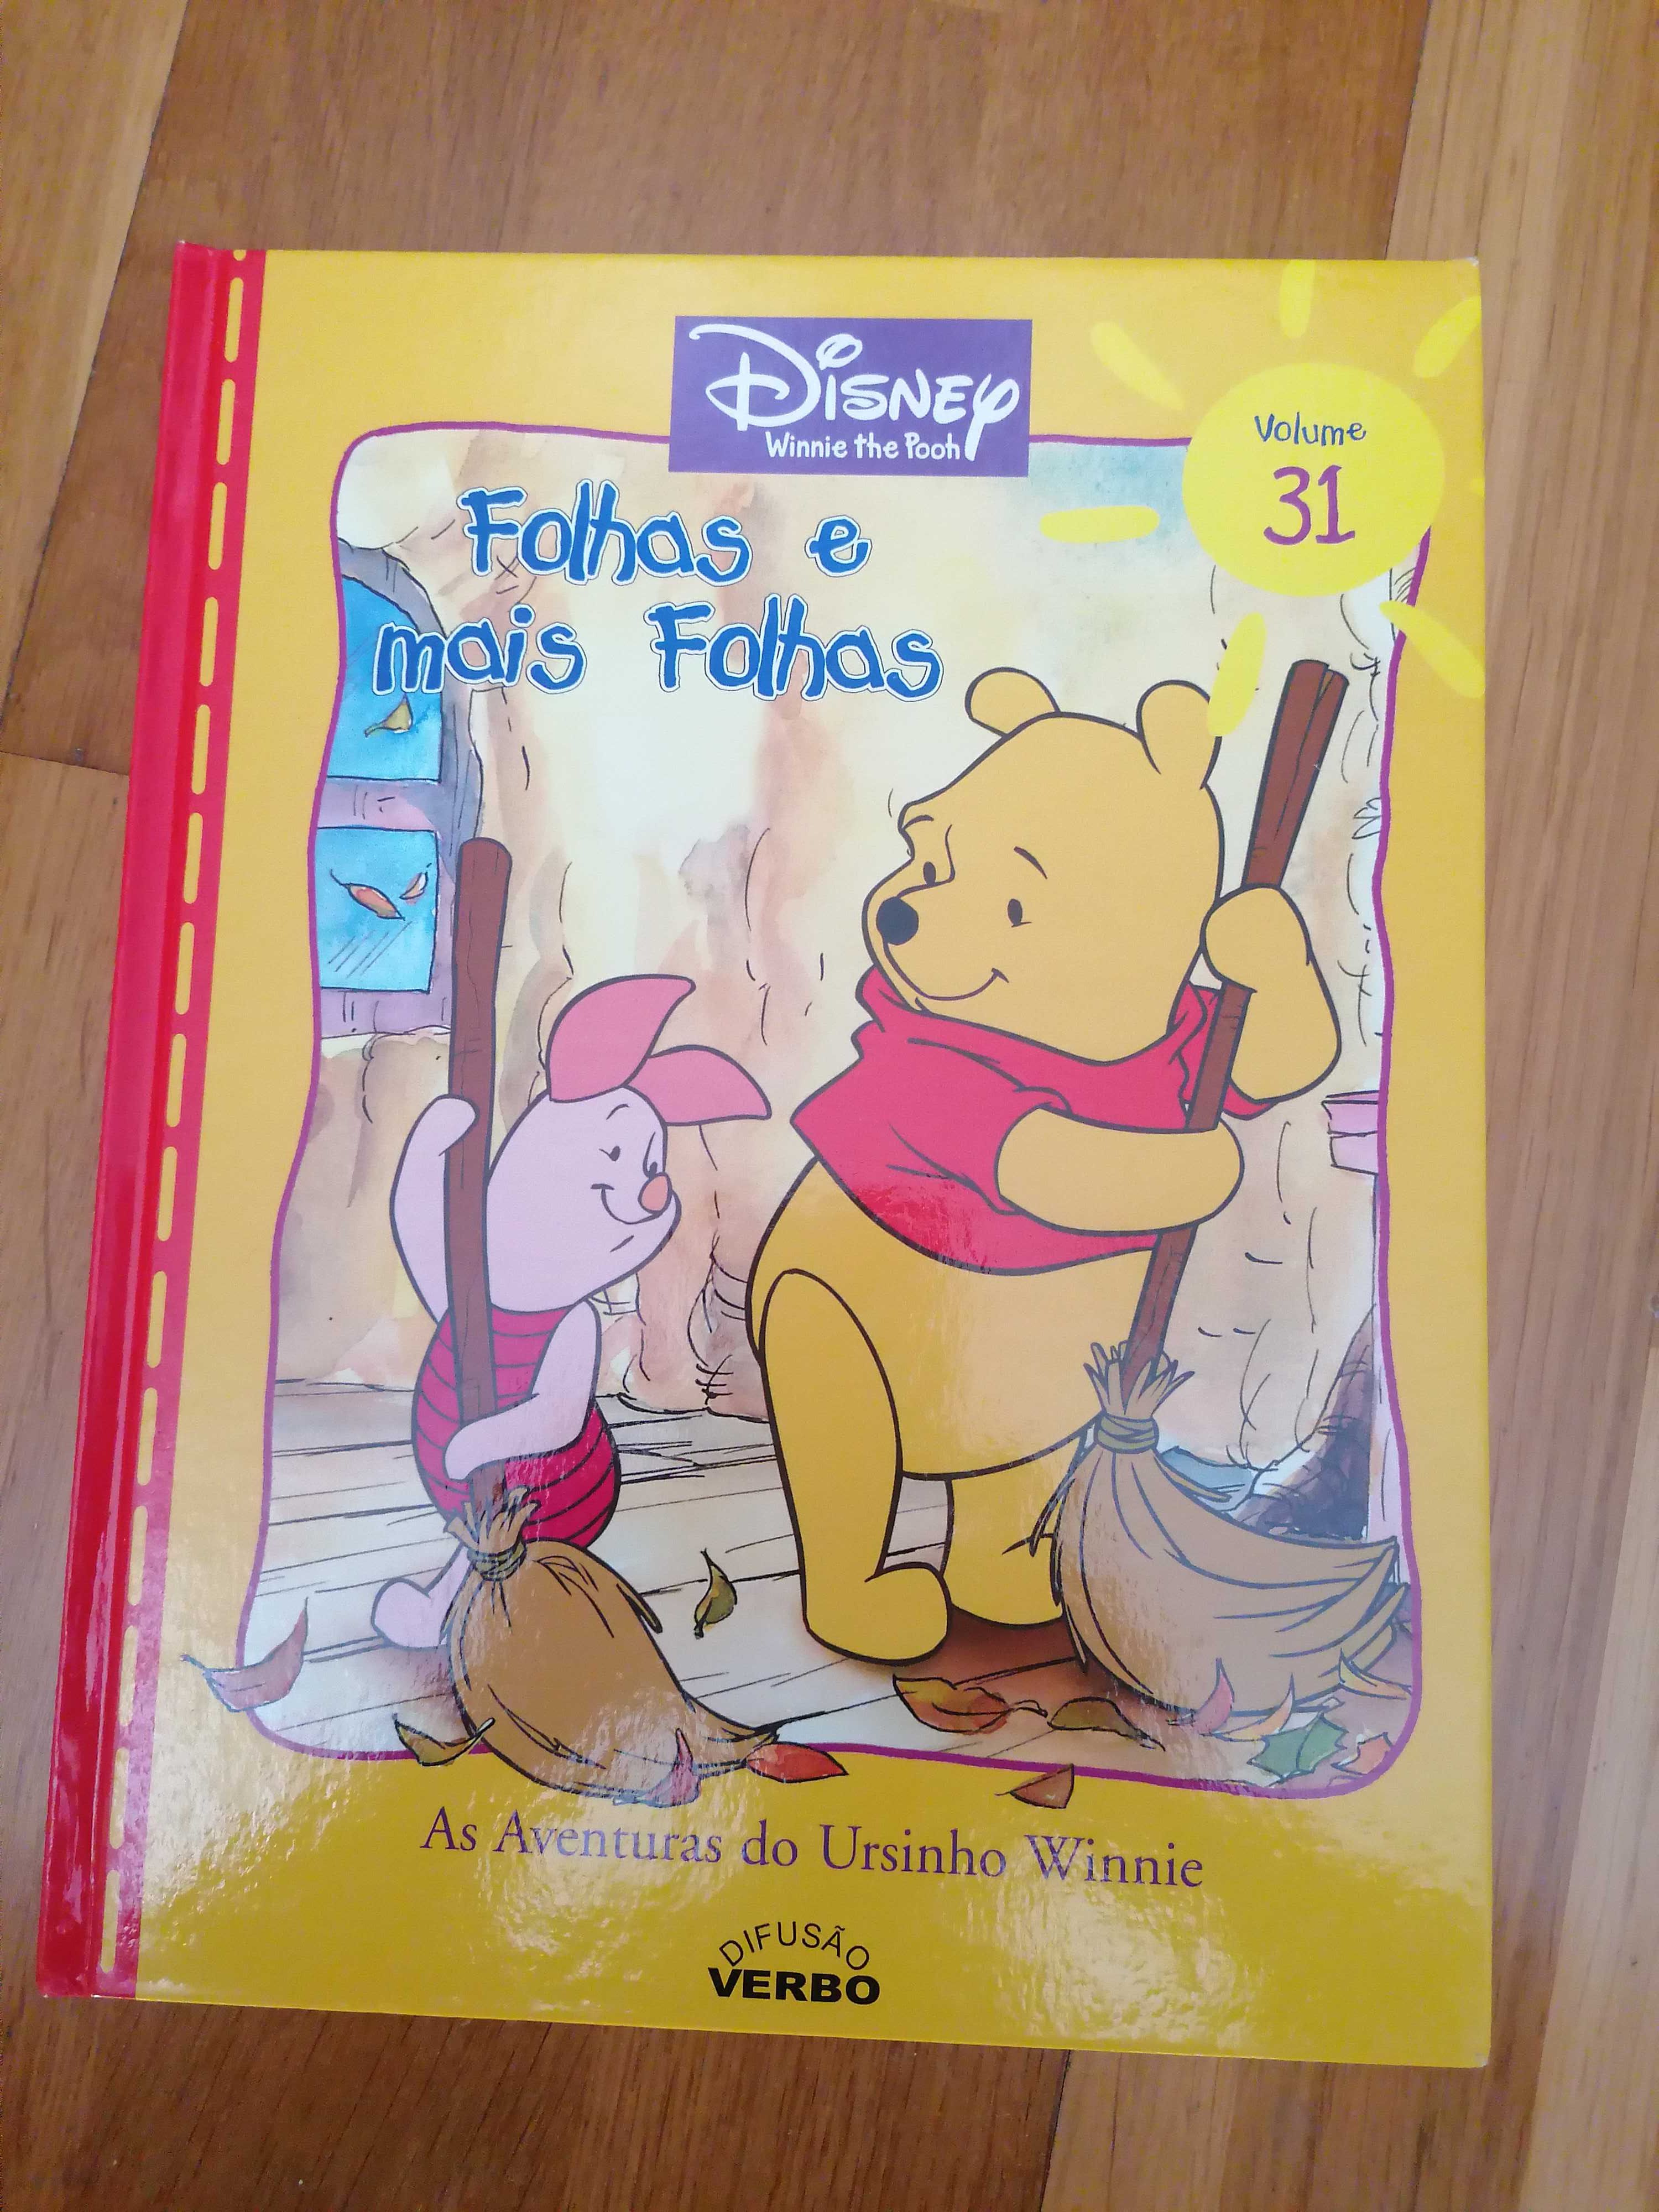 Disney
Winnie the Pooh
Volume
31
Folhas e
mais Folhas
As Aventuras do Ursinho Winnie
DIFUSÃO
VERBO